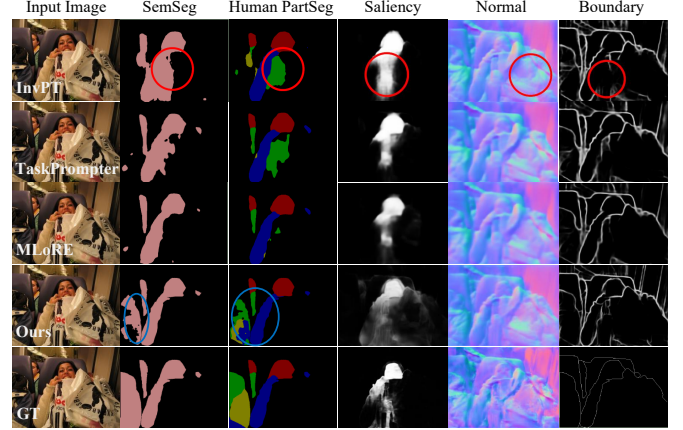 Input Image SemSeg Human PartSeg Saliency Normal Boundary
InvPT
TaskPrompter
MLoRE
Ours
GT